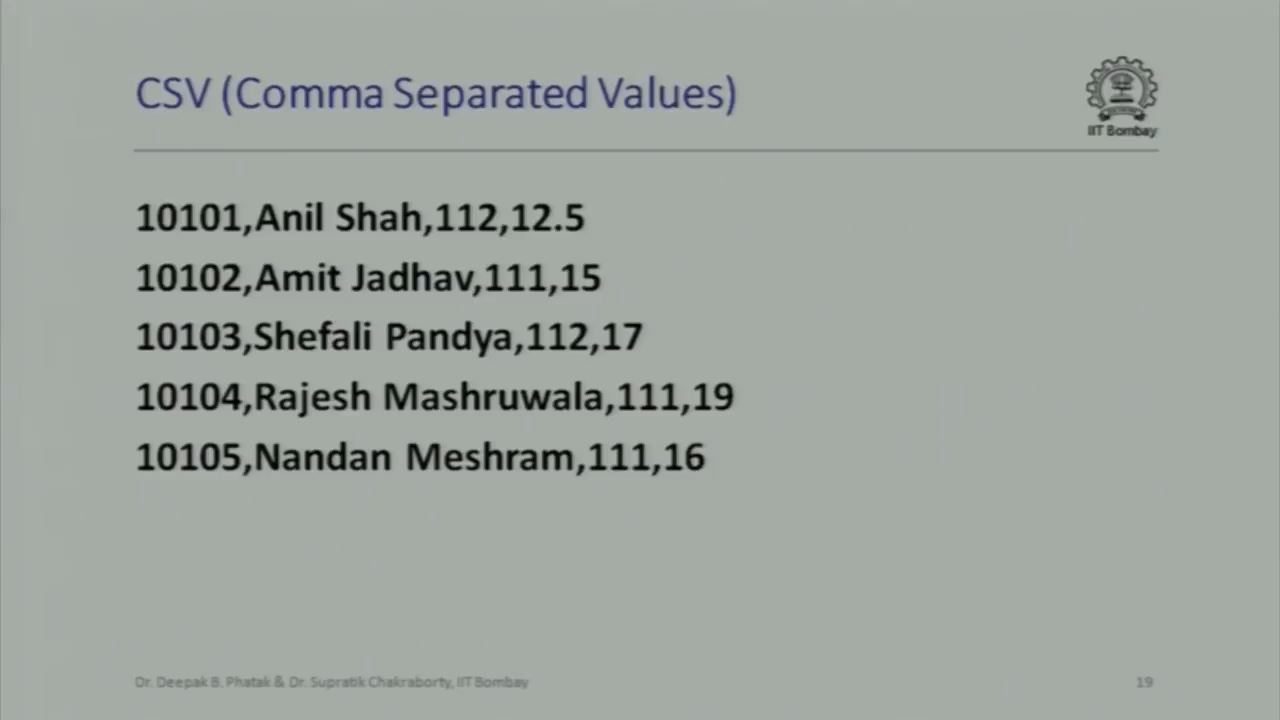 CSV (Comma Separated Values)
IIT Bombay
10101,Anil Shah,112,12.5
10102,Amit Jadhav,111,15
10103,Shefali Pandya,112,17
10104,Rajesh Mashruwala,111,19
10105,Nandan Meshram,111,16
Dr. Deepak B. Phatak & Dr. Supratik Chakraborty, IIT Bombay
19